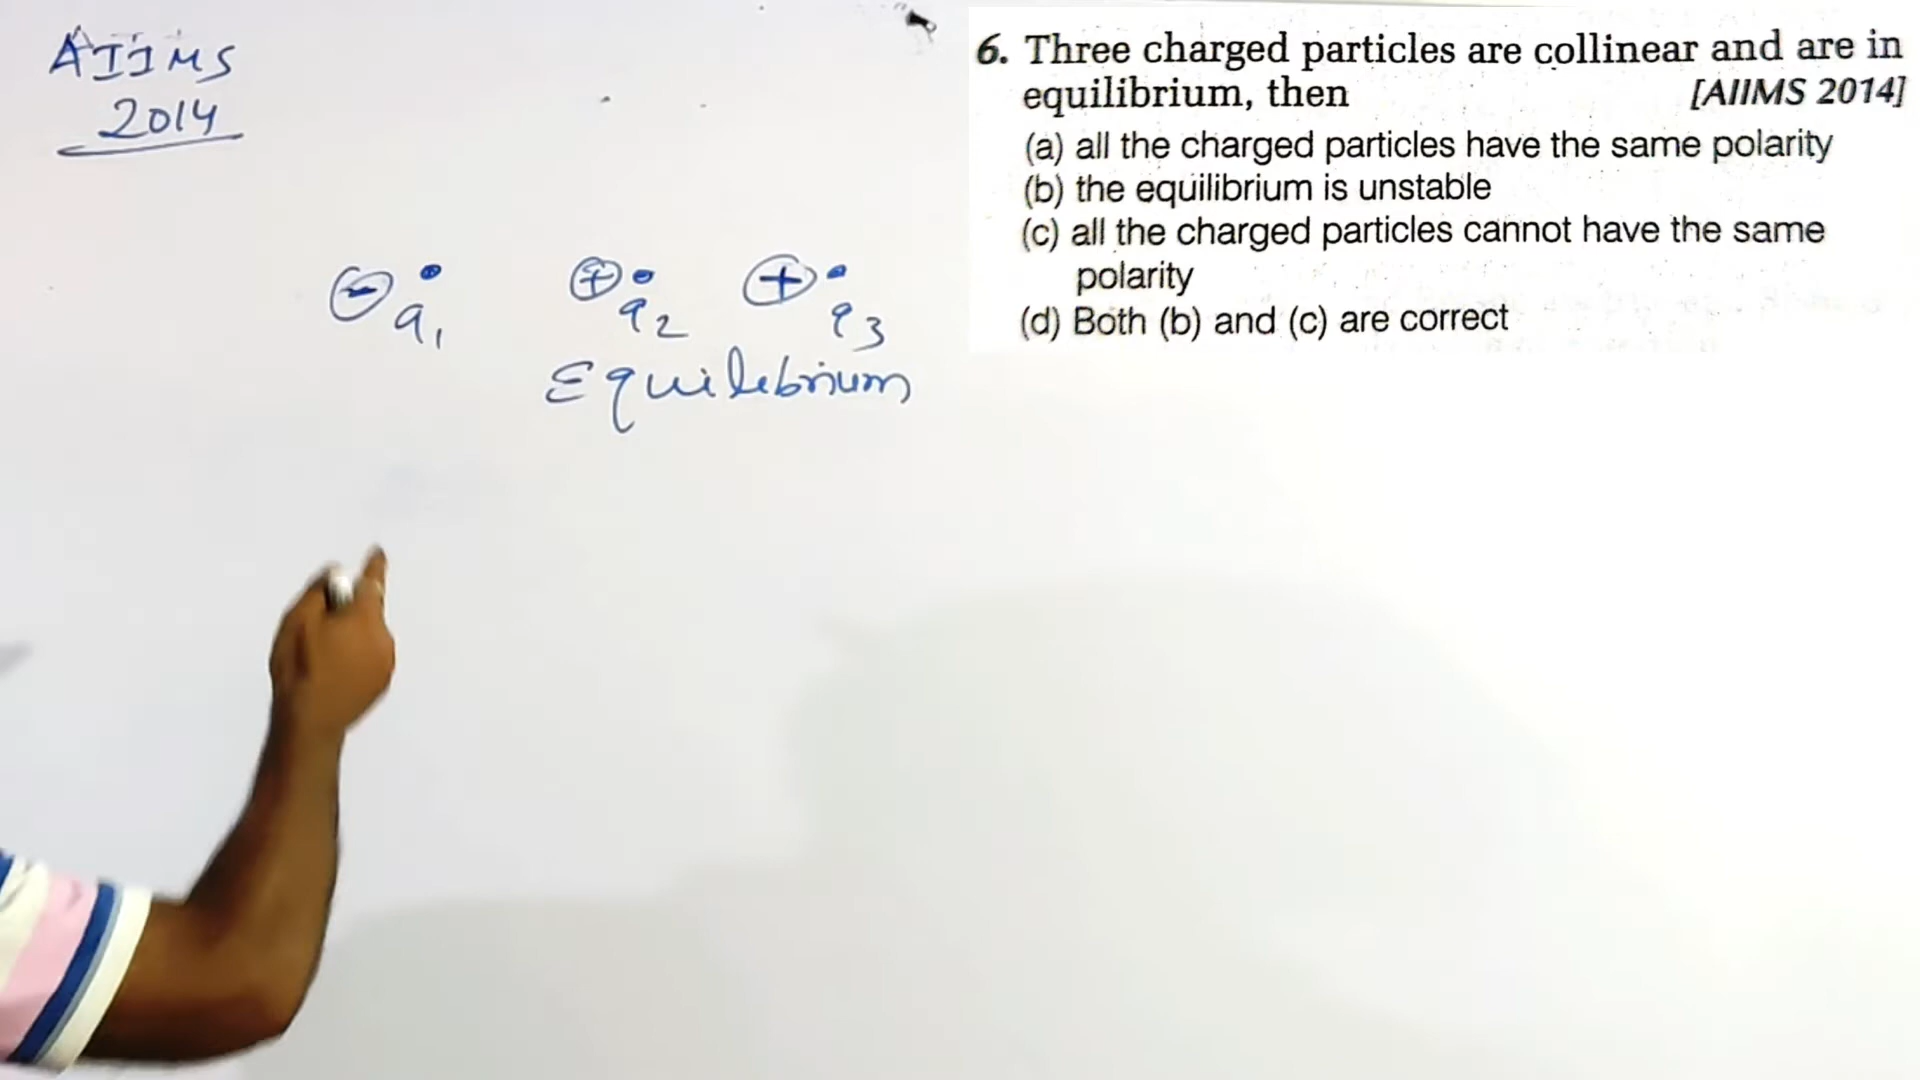 AIIMS
2014
6. Three charged particles are collinear and are in
equilibrium, then [AIIMS 2014]
(a) all the charged particles have the same polarity
(b) the equilibrium is unstable
(c) all the charged particles cannot have the same
polarity
(d) Both (b) and (c) are correct
⊖ q1 ⊕ q2 ⊕ q3
Equilebrium